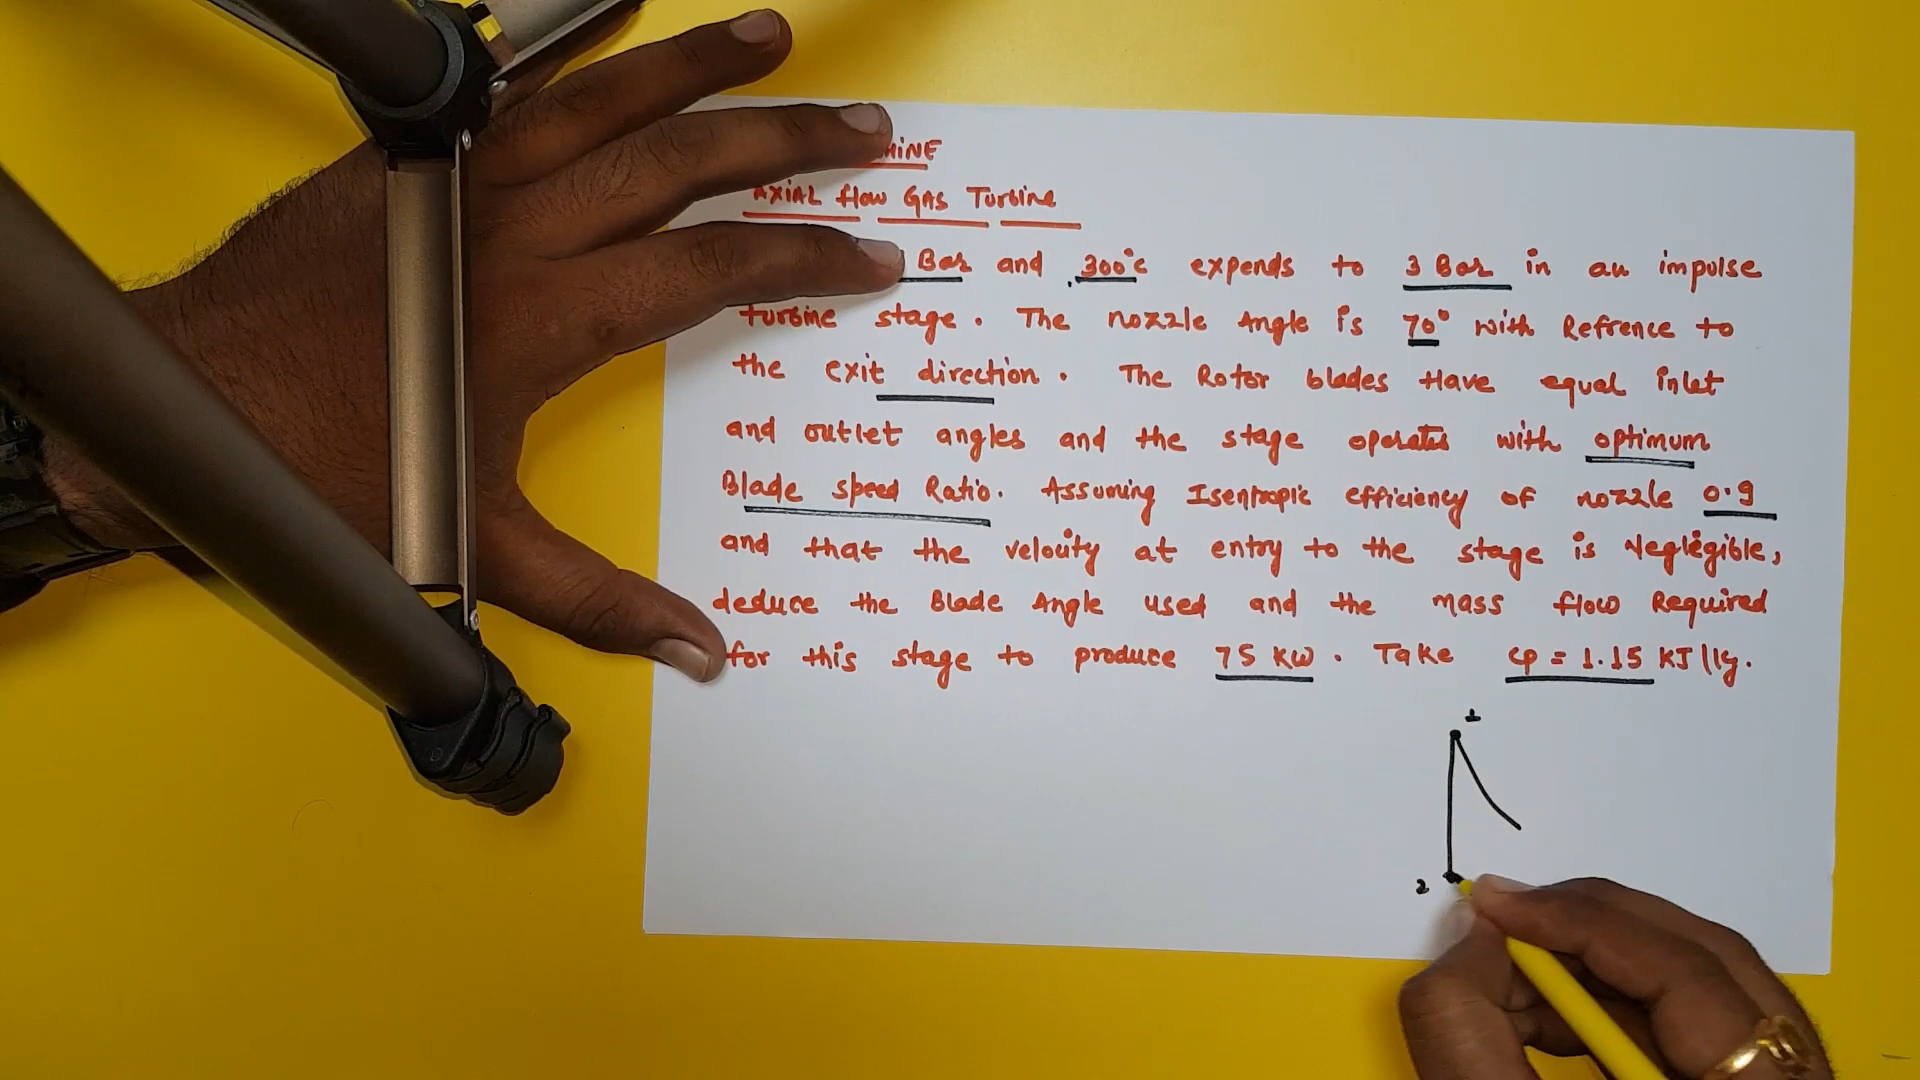 AXIAL flow GAS Turbine
Bar and 300°c expends to 3 Bar in an impulse
turbine stage. The nozzle Angle is 70° with Refrence to
the exit direction. The Rotor blades Have equal inlet
and outlet angles and the stage operates with optimum
Blade speed Ratio. Assuming Isentropic efficiency of nozzle 0.9
and that the velocity at entry to the stage is Neglegible,
deduce the Blade Angle used and the mass flow Required
for this stage to produce 75 KW. Take cp = 1.15 KJ/kg.
1
2